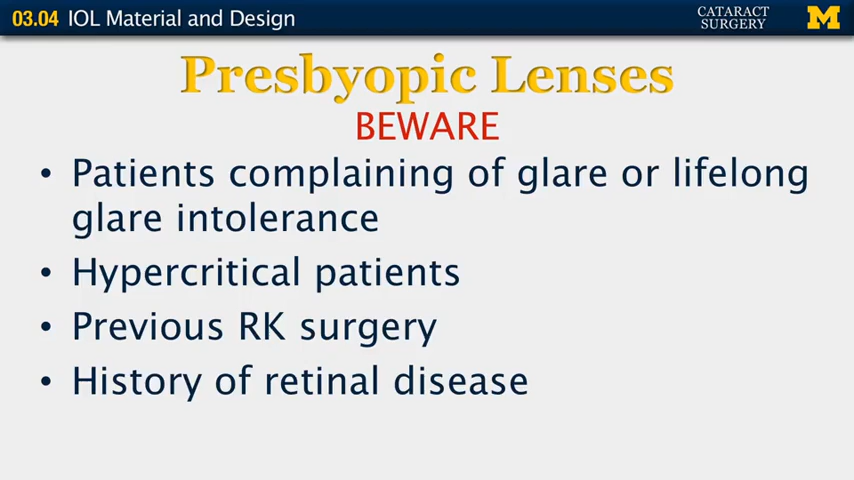 03.04 IOL Material and Design
CATARACT
SURGERY
M
Presbyopic Lenses
BEWARE
• Patients complaining of glare or lifelong
glare intolerance
• Hypercritical patients
• Previous RK surgery
• History of retinal disease